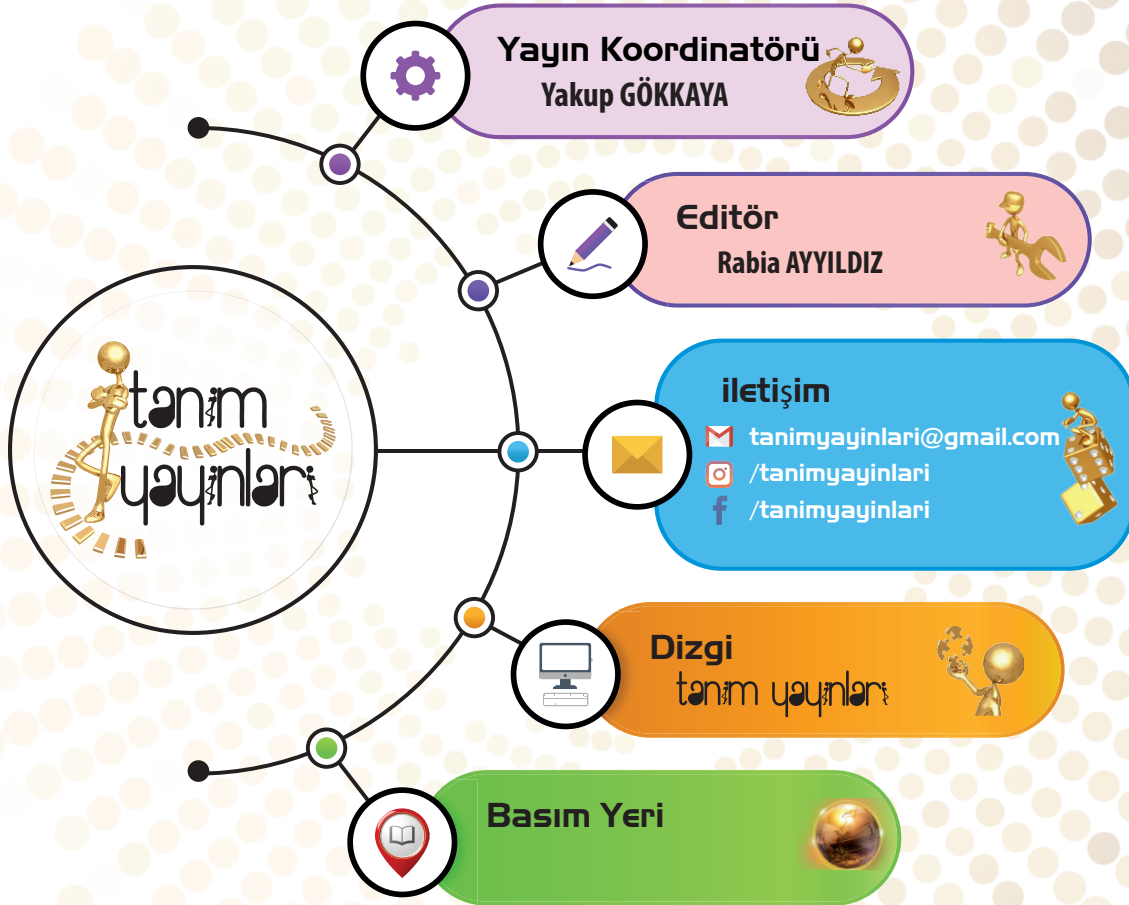 Yayın Koordinatörü
Yakup GÖKKAYA
Editör
Rabia AYYILDIZ
tanım
yayınları
iletişim
tanimyayinlari@gmail.com
/tanimyayinlari
/tanimyayinlari
Dizgi
tanım yayınları
Basım Yeri